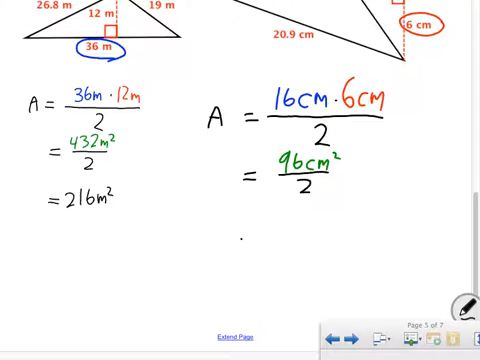 26.8 m 12 m 19 m
36 m
6 cm
20.9 cm
A = 36m · 12m / 2
= 432m² / 2
= 216m²
A = 16cm · 6cm / 2
= 96cm² / 2
Extend Page
Page 5 of 7